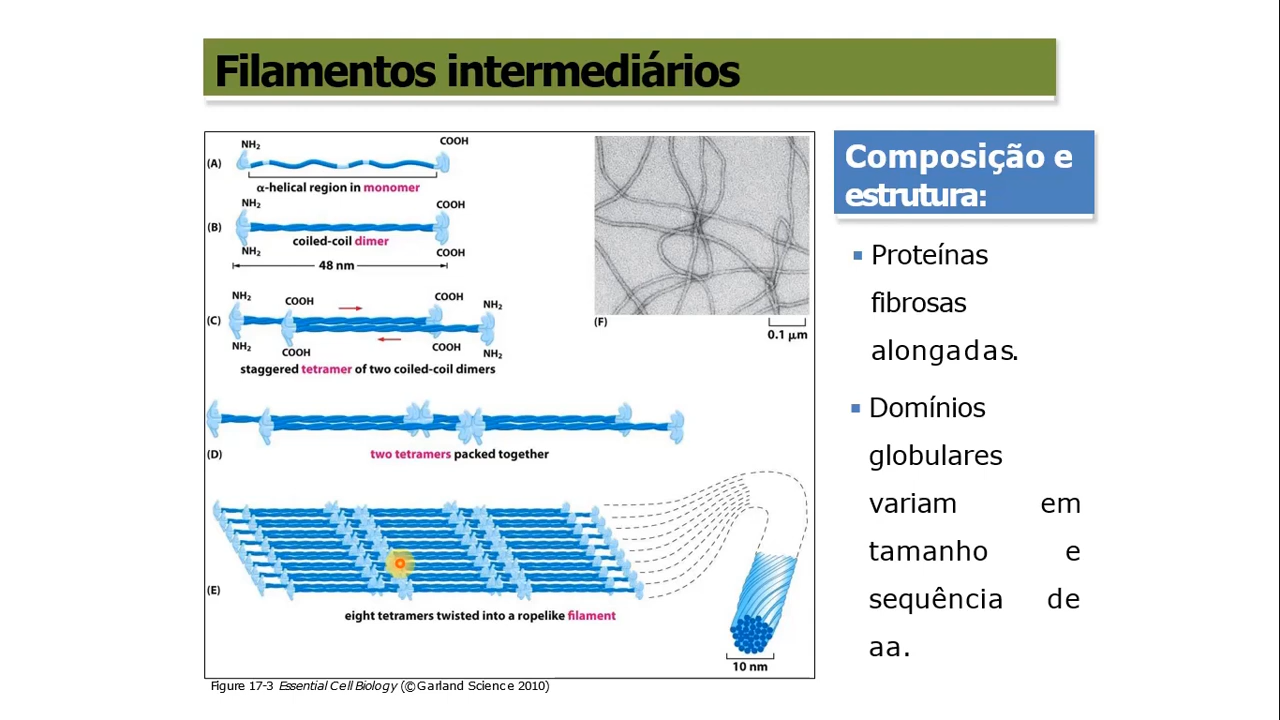 Filamentos intermediários
NH₂
COOH
(A)
α-helical region in monomer
NH₂
COOH
(B)
coiled-coil dimer
NH₂
COOH
48 nm
NH₂
COOH
COOH
NH₂
(C)
NH₂
COOH
COOH
NH₂
staggered tetramer of two coiled-coil dimers
(D)
two tetramers packed together
(E)
eight tetramers twisted into a ropelike filament
(F)
0.1 μm
10 nm
Figure 17-3 Essential Cell Biology (© Garland Science 2010)
Composição e
estrutura:
Proteínas
fibrosas
alongadas.
Domínios
globulares
variam em
tamanho e
sequência de
aa.